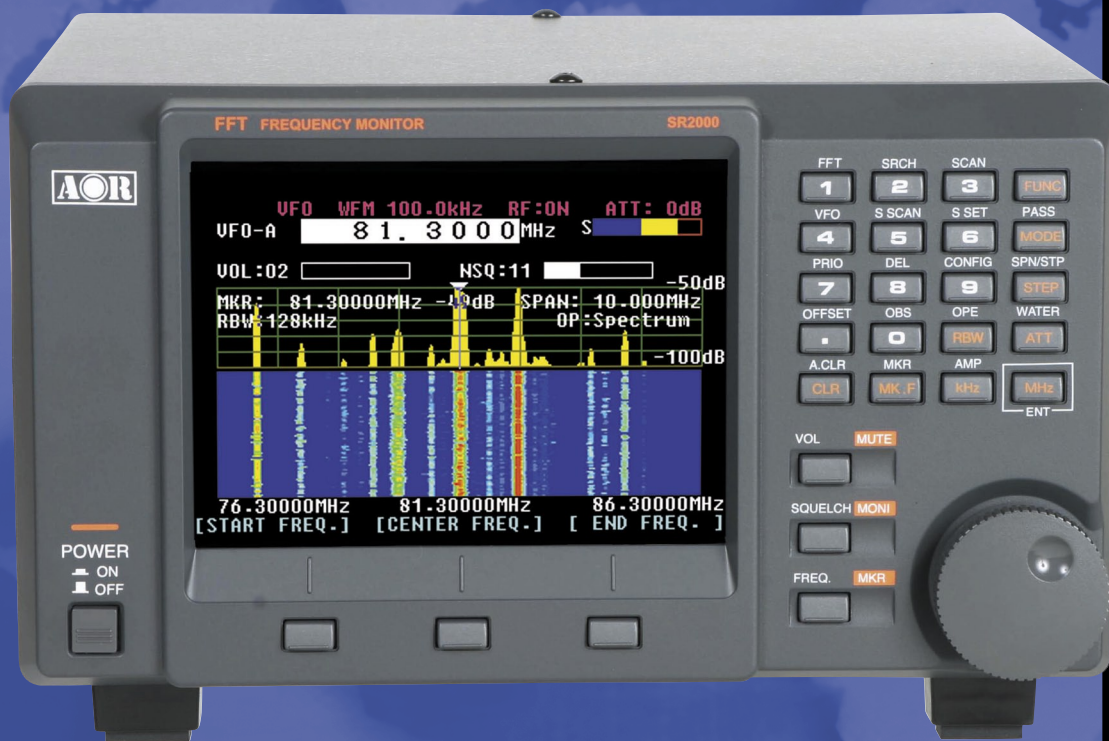 FFT FREQUENCY MONITOR SR2000
AOR
VFO WFM 100.0kHz RF:ON ATT: 0dB
VFO-A 81. 3000MHz S
VOL:02 NSQ:11
-50dB
MKR: 81.30000MHz dB SPAN: 10.000MHz
RBW:128kHz OP:Spectrum
-100dB
76.30000MHz 81.30000MHz 86.30000MHz
[START FREQ.] [CENTER FREQ.] [ END FREQ. ]
POWER
ON
OFF
FFT SRCH SCAN
1 2 3 FUNC
VFO S SCAN S SET PASS
4 5 6 MODE
PRIO DEL CONFIG SPN/STP
7 8 9 STEP
OFFSET OBS OPE WATER
. 0 RBW ATT
A.CLR MKR AMP
CLR MK.F kHz MHz
ENT
VOL MUTE
SQUELCH MONI
FREQ. MKR